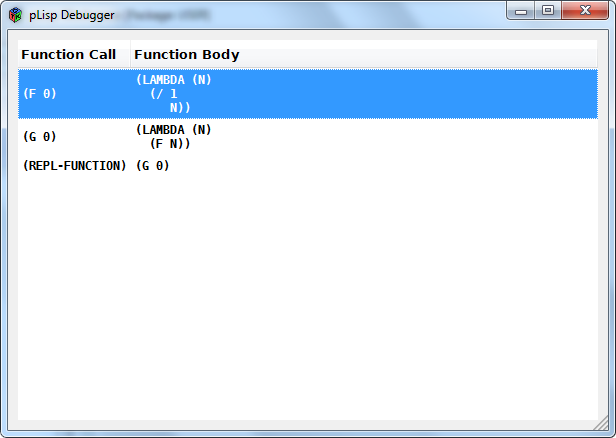 pLisp Debugger
Function Call Function Body
(LAMBDA (N)
(F 0) (/ 1
N))
(LAMBDA (N)
(G 0) (F N))
(REPL-FUNCTION) (G 0)